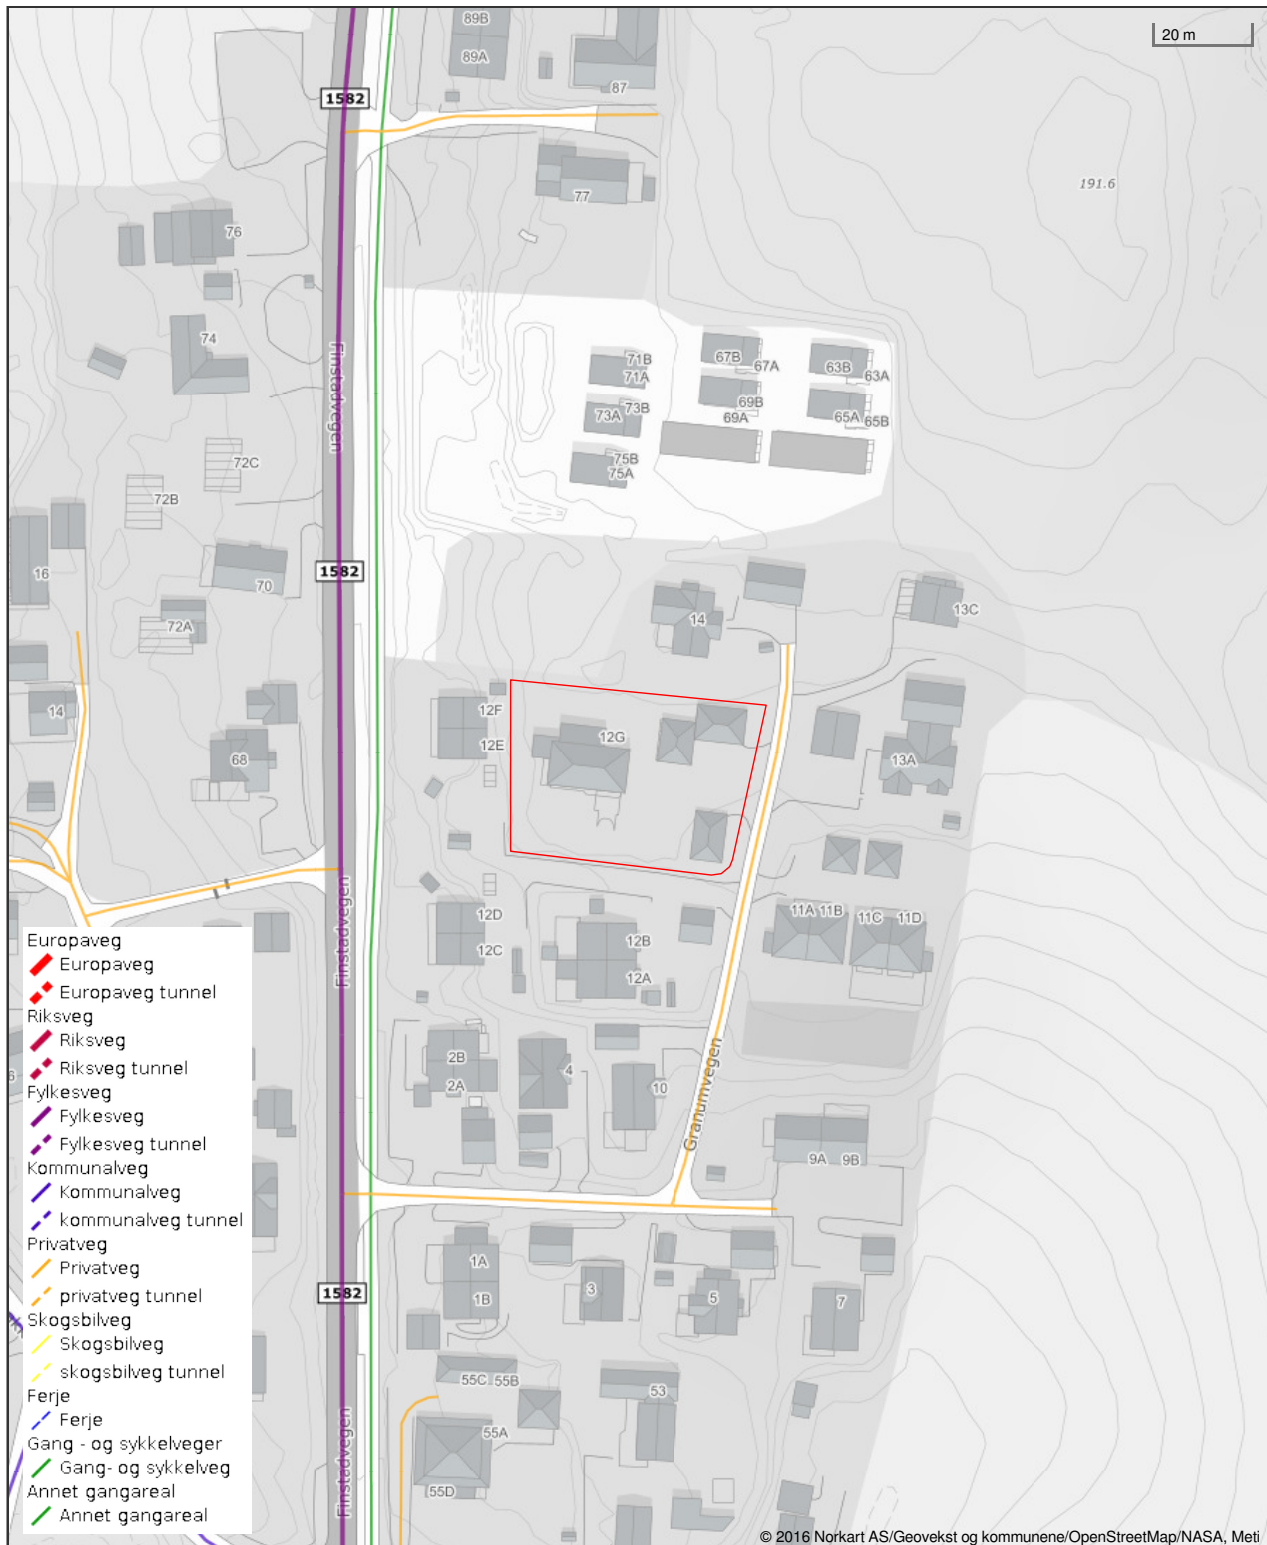 89B
89A
20 m
87
1582
77
191.6
76
74
Finstadvegen
71B
71A
67B
67A
63B
63A
73B
73A
69B
69A
65A
65B
75B
75A
72C
72B
16
1582
70
72A
14
13C
14
12F
12E
12G
68
13A
12D
12C
12B
12A
11A 11B
11C
11D
Finstadvegen
2B
2A
4
10
Granumvegen
9A
9B
1A
1B
3
5
7
1582
55C
55B
53
55A
55D
Finstadvegen
Europaveg
Europaveg
Europaveg tunnel
Riksveg
Riksveg
Riksveg tunnel
Fylkesveg
Fylkesveg
Fylkesveg tunnel
Kommunalveg
Kommunalveg
kommunalveg tunnel
Privatveg
Privatveg
privatveg tunnel
Skogsbilveg
Skogsbilveg
skogsbilveg tunnel
Ferje
Ferje
Gang - og sykkelveger
Gang- og sykkelveg
Annet gangareal
Annet gangareal
© 2016 Norkart AS/Geovekst og kommunene/OpenStreetMap/NASA, Meti